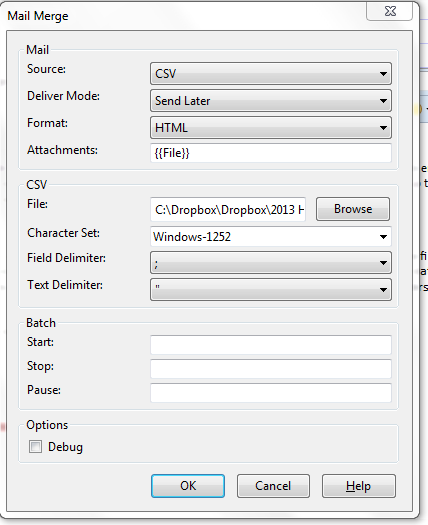 Mail Merge
Mail
Source: CSV
Deliver Mode: Send Later
Format: HTML
Attachments: {{File}}
CSV
File: C:\Dropbox\Dropbox\2013 H Browse
Character Set: Windows-1252
Field Delimiter: ;
Text Delimiter: "
Batch
Start:
Stop:
Pause:
Options
Debug
OK Cancel Help